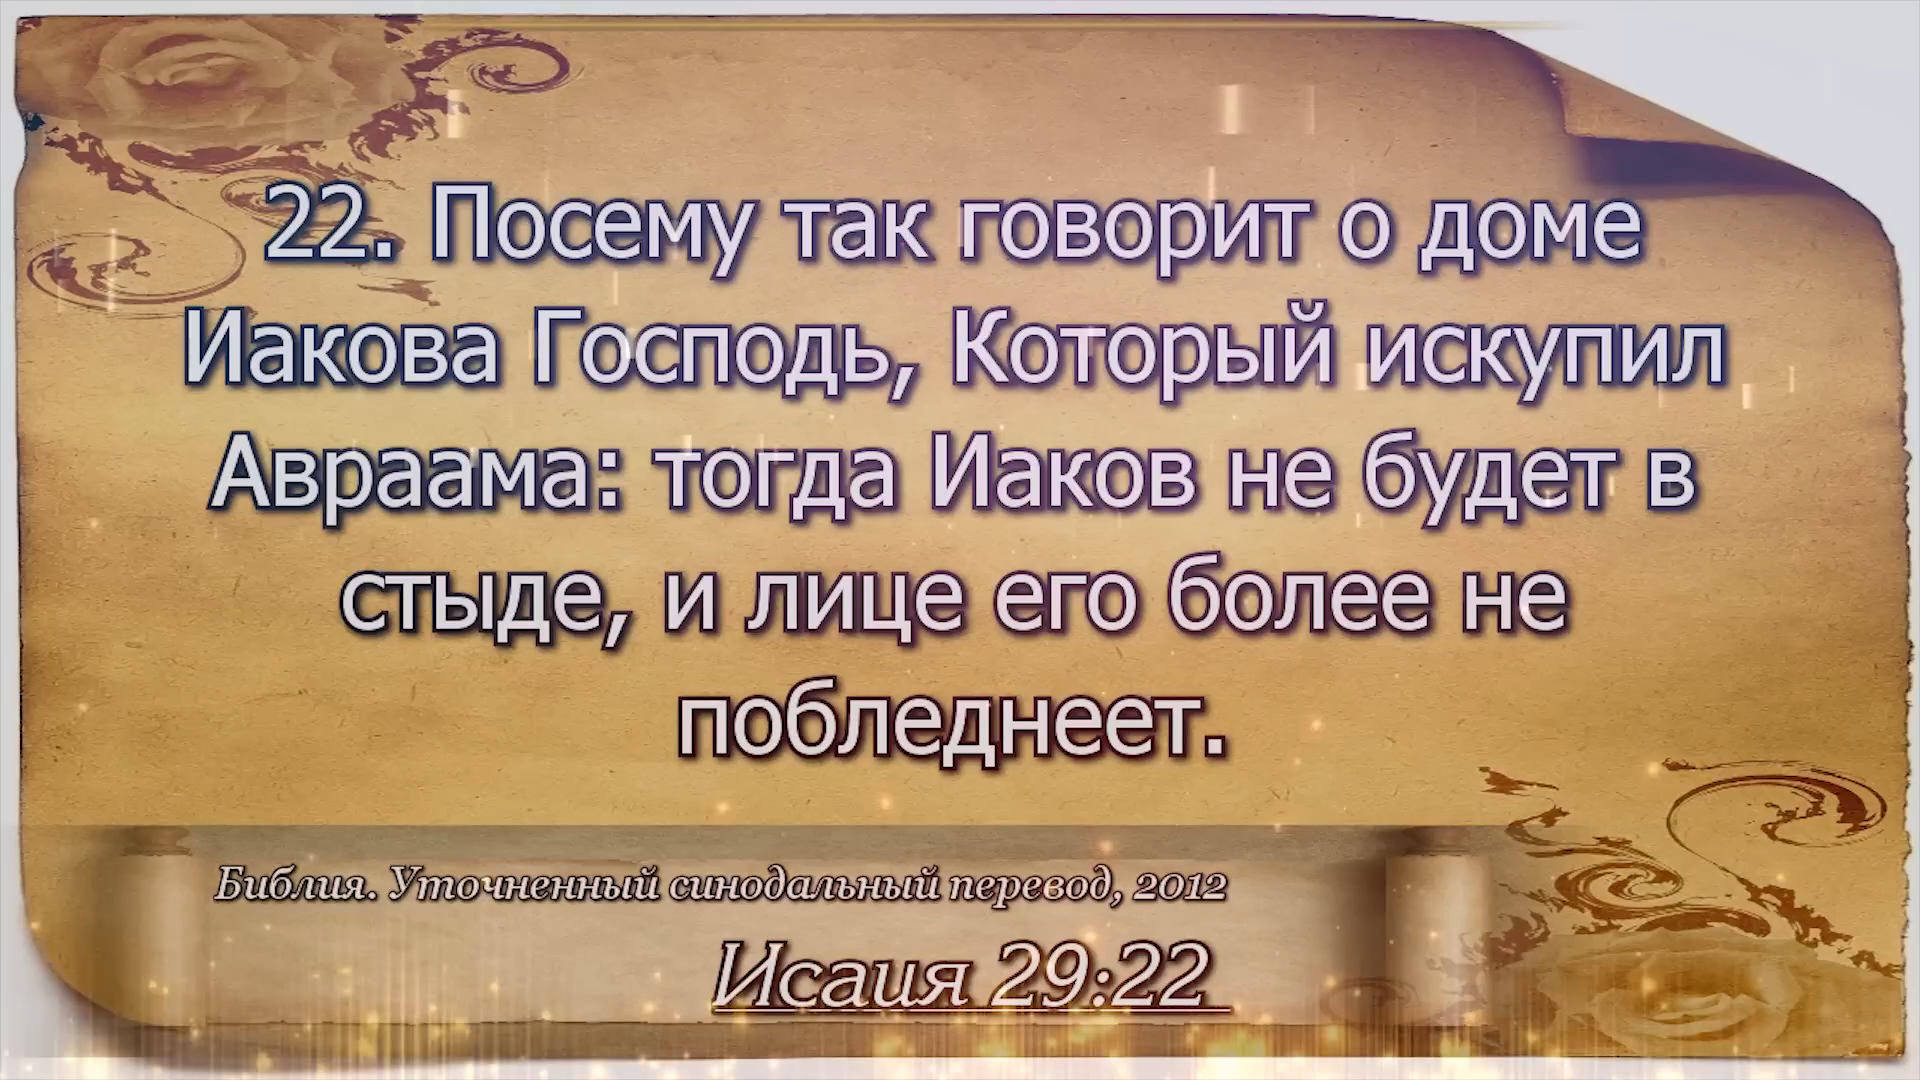 22. Посему так говорит о доме
Иакова Господь, Который искупил
Авраама: тогда Иаков не будет в
стыде, и лице его более не
побледнеет.
Библия. Уточненный синодальный перевод, 2012
Исаия 29:22